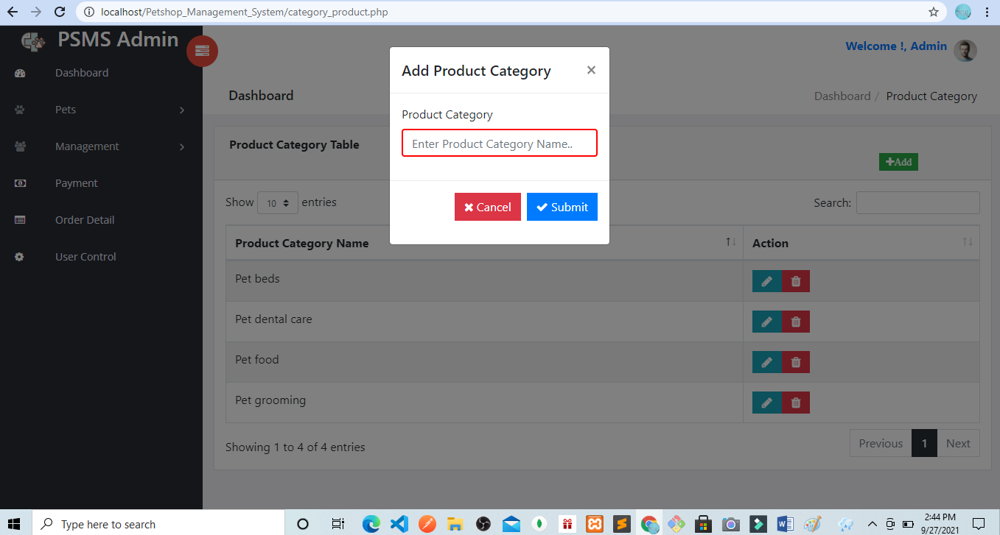 localhost/Petshop_Management_System/category_product.php
PSMS Admin
Welcome !, Admin
Dashboard
Pets
Management
Payment
Order Detail
User Control
Dashboard
Dashboard / Product Category
Product Category Table
Add
Show 10 entries
Search:
Product Category Name
Action
Pet beds
Pet dental care
Pet food
Pet grooming
Showing 1 to 4 of 4 entries
Previous 1 Next
Add Product Category ×
Product Category
Enter Product Category Name..
Cancel
Submit
Type here to search
2:44 PM
9/27/2021